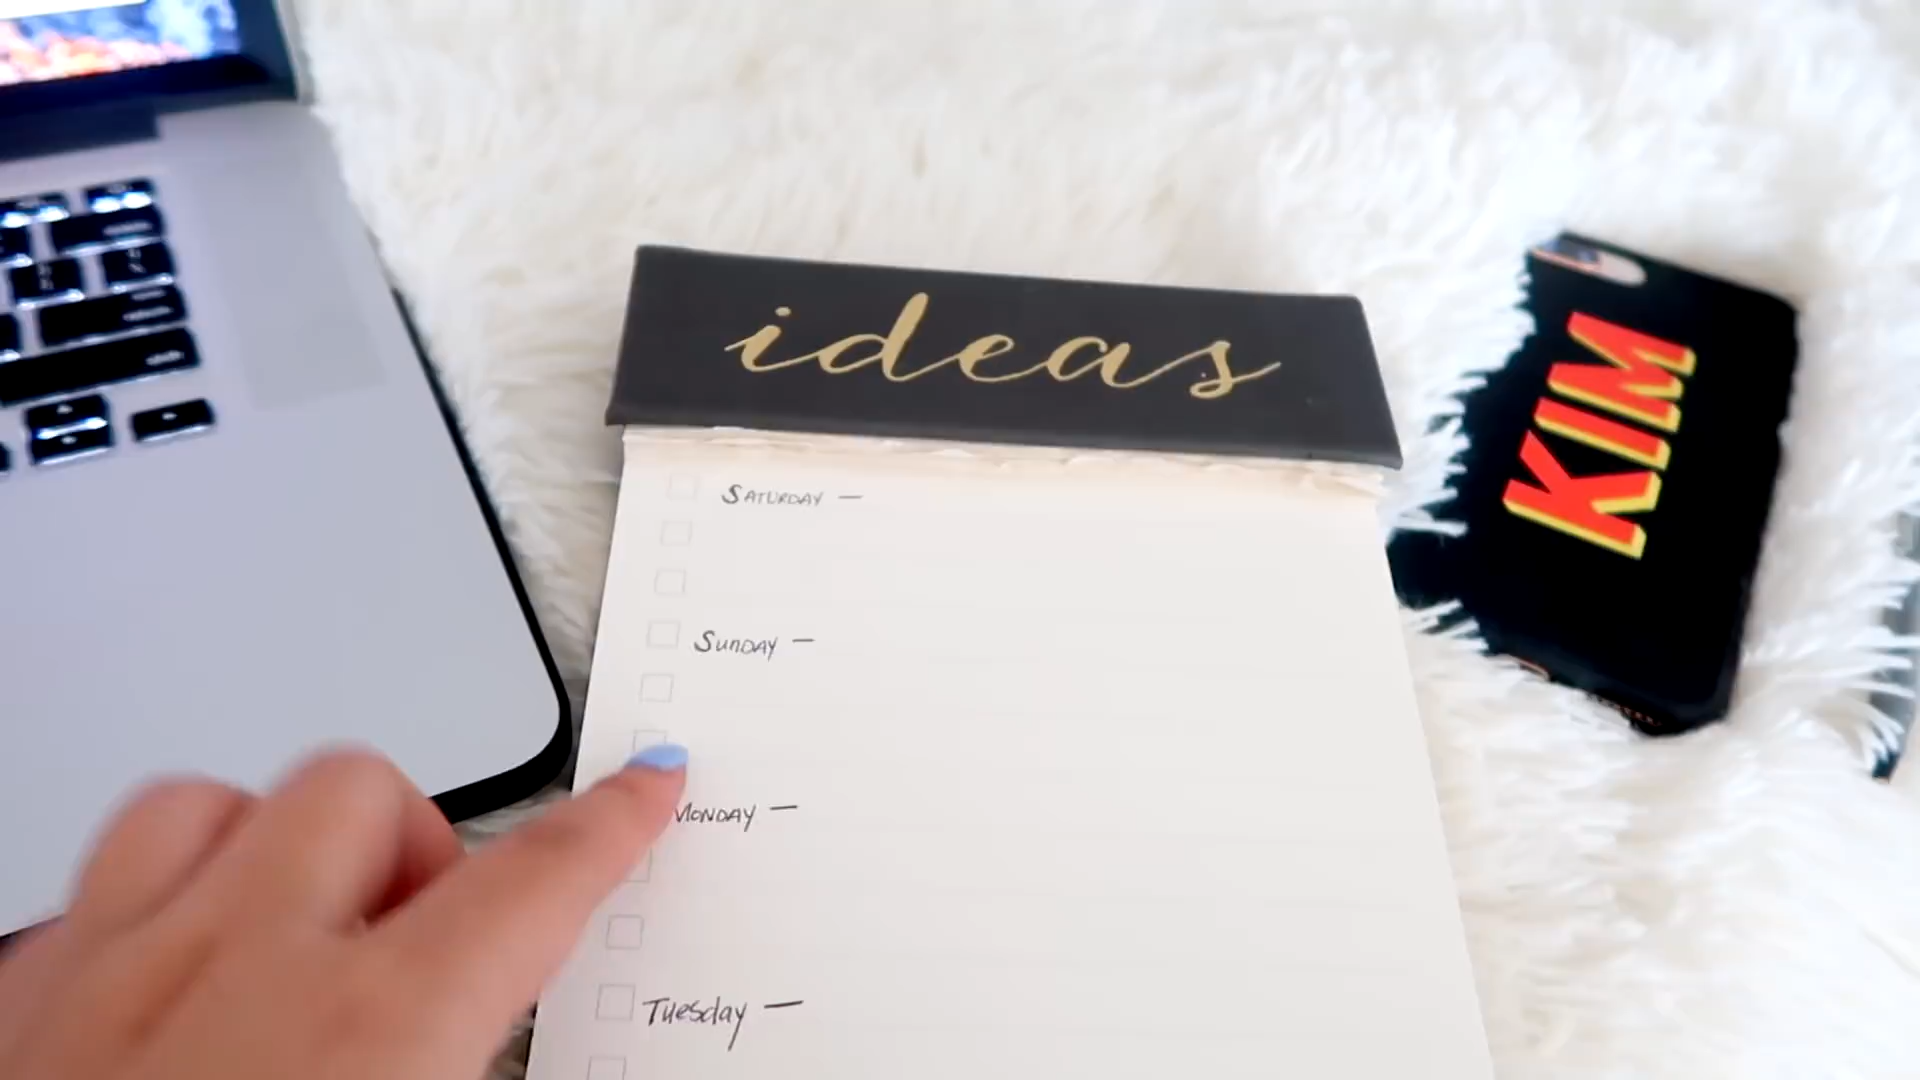 ideas
SATURDAY —
SUNDAY —
MONDAY —
Tuesday —
KIM